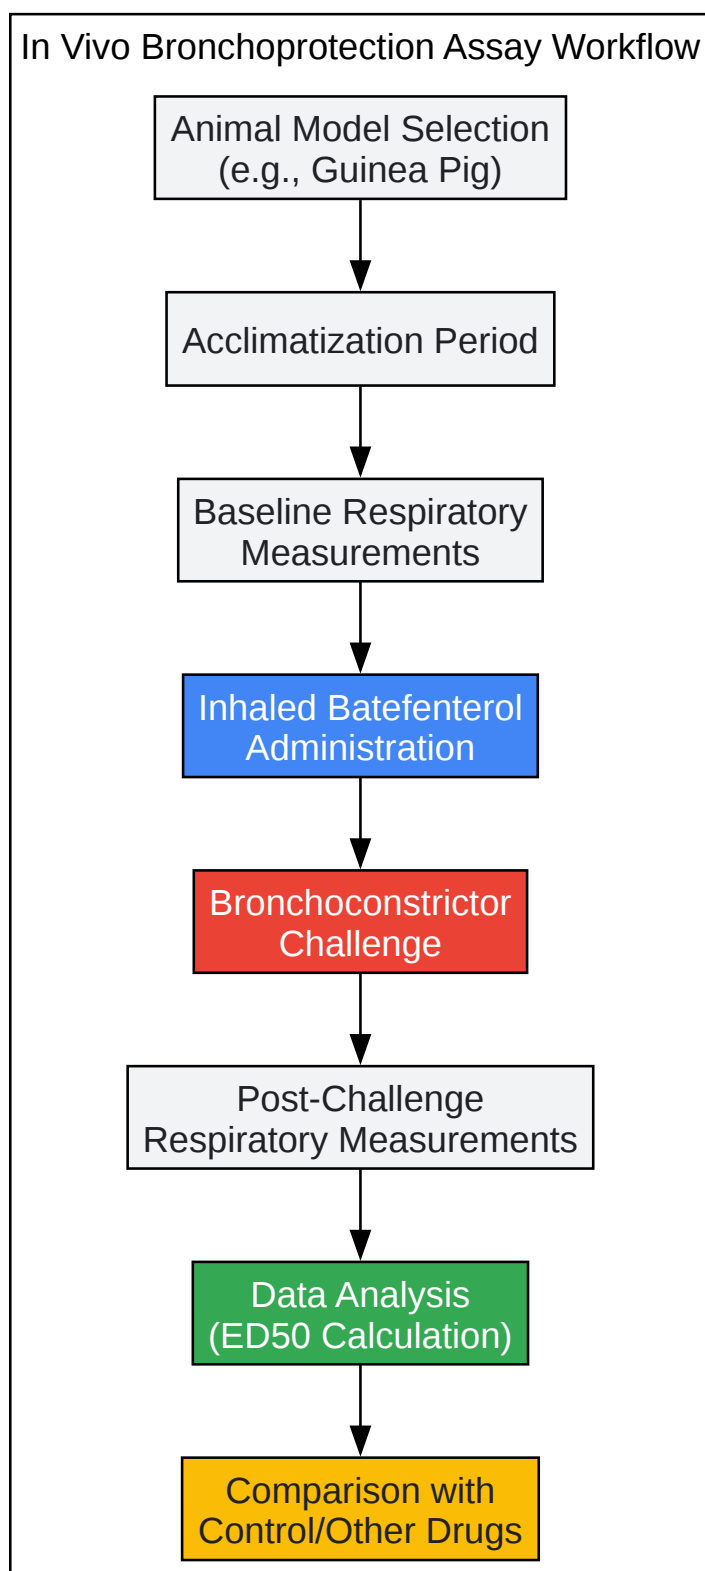 In Vivo Bronchoprotection Assay Workflow
Animal Model Selection
(e.g., Guinea Pig)
Acclimatization Period
Baseline Respiratory
Measurements
Inhaled Batefenterol
Administration
Bronchoconstrictor
Challenge
Post-Challenge
Respiratory Measurements
Data Analysis
(ED50 Calculation)
Comparison with
Control/Other Drugs